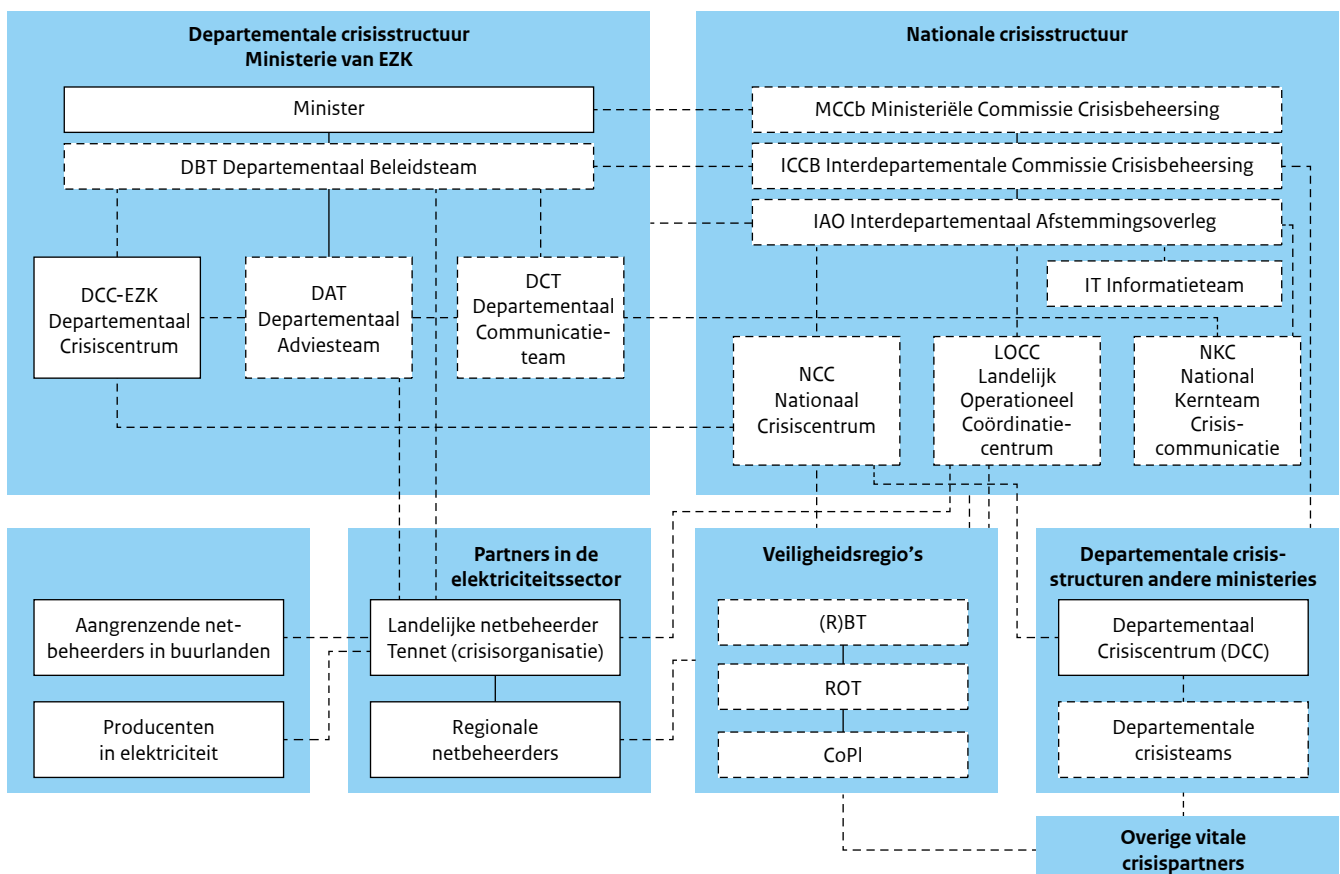 Departementale crisisstructuur
Ministerie van EZK
Minister
DBT Departementaal Beleidsteam
DCC-EZK
Departementaal
Crisiscentrum
DAT
Departementaal
Adviesteam
DCT
Departementaal
Communicatie-
team
Nationale crisisstructuur
MCCb Ministeriële Commissie Crisisbeheersing
ICCB Interdepartementale Commissie Crisisbeheersing
IAO Interdepartementaal Afstemmingsoverleg
IT Informatieteam
NCC
Nationaal
Crisiscentrum
LOCC
Landelijk
Operationeel
Coördinatie-
centrum
NKC
National
Kernteam
Crisis-
communicatie
Aangrenzende net-
beheerders in buurlanden
Producenten
in elektriciteit
Partners in de
elektriciteitssector
Landelijke netbeheerder
Tennet (crisisorganisatie)
Regionale
netbeheerders
Veiligheidsregio's
(R)BT
ROT
CoPl
Departementale crisis-
structuren andere ministeries
Departementaal
Crisiscentrum (DCC)
Departementale
crisisteams
Overige vitale
crisispartners